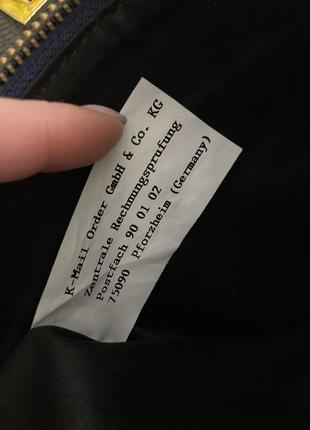 K-Mail Order GmbH & Co. KG
Zentrale Rechnungsprüfung
Postfach 90 01 02
75090 Pforzheim (Germany)